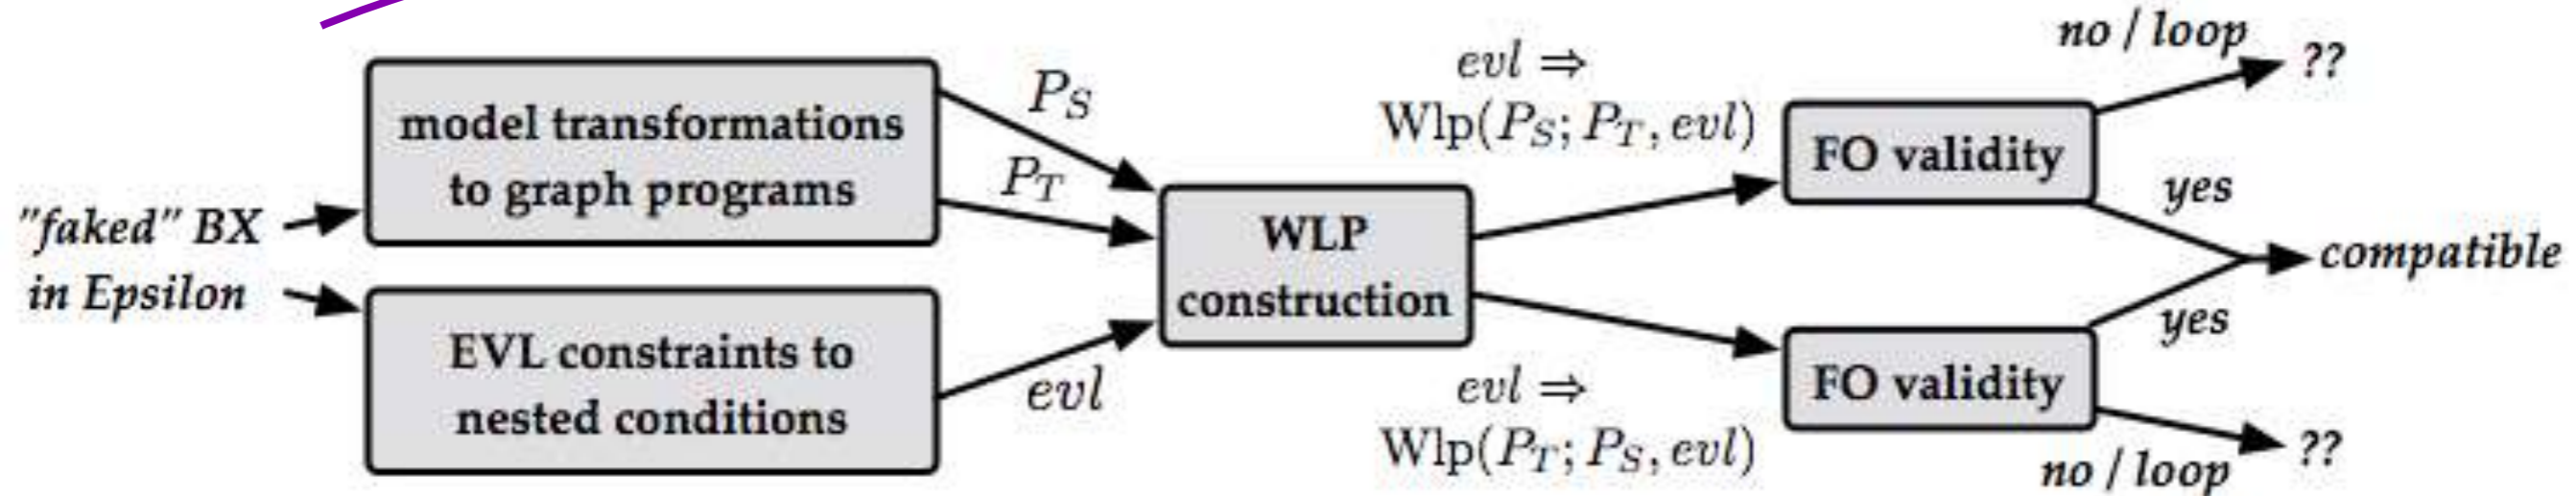 "faked" BX
in Epsilon
model transformations
to graph programs
EVL constraints to
nested conditions
P_S
P_T
evl
WLP
construction
evl ⇒
Wlp(P_S; P_T, evl)
evl ⇒
Wlp(P_T; P_S, evl)
FO validity
FO validity
no / loop
??
yes
compatible
yes
??
no / loop